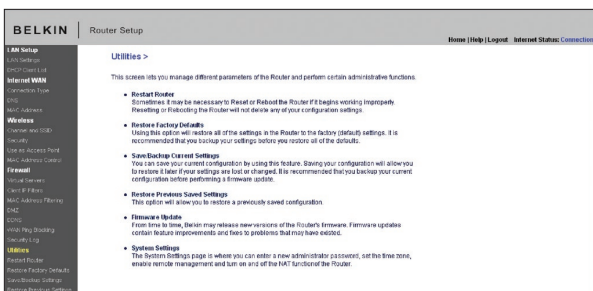 BELKIN
Router Setup
Home | Help | Logout   Internet Status: Connection
LAN Setup
LAN Settings
DHCP Client List
Internet WAN
Connection Type
DNS
MAC Address
Wireless
Channel and SSID
Security
Use as Access Point
MAC Address Control
Firewall
Virtual Servers
Client IP Filters
MAC Address Filtering
DMZ
DDNS
WAN Ping Blocking
Security Log
Utilities
Restart Router
Restore Factory Defaults
Save/Backup Settings
Restore Previous Settings
Utilities >
This screen lets you manage different parameters of the Router and perform certain administrative functions.
• Restart Router
Sometimes it may be necessary to Reset or Reboot the Router if it begins working improperly.
Resetting or Rebooting the Router will not delete any of your configuration settings.
• Restore Factory Defaults
Using this option will restore all of the settings in the Router to the factory (default) settings. It is
recommended that you backup your settings before you restore all of the defaults.
• Save/Backup Current Settings
You can save your current configuration by using this feature. Saving your configuration will allow you
to restore it later if your settings are lost or changed. It is recommended that you backup your current
configuration before performing a firmware update.
• Restore Previous Saved Settings
This option will allow you to restore a previously saved configuration.
• Firmware Update
From time to time, Belkin may release new versions of the Router's firmware. Firmware updates
contain feature improvements and fixes to problems that may have existed.
• System Settings
The System Settings page is where you can enter a new administrator password, set the time zone,
enable remote management and turn on and off the NAT function of the Router.